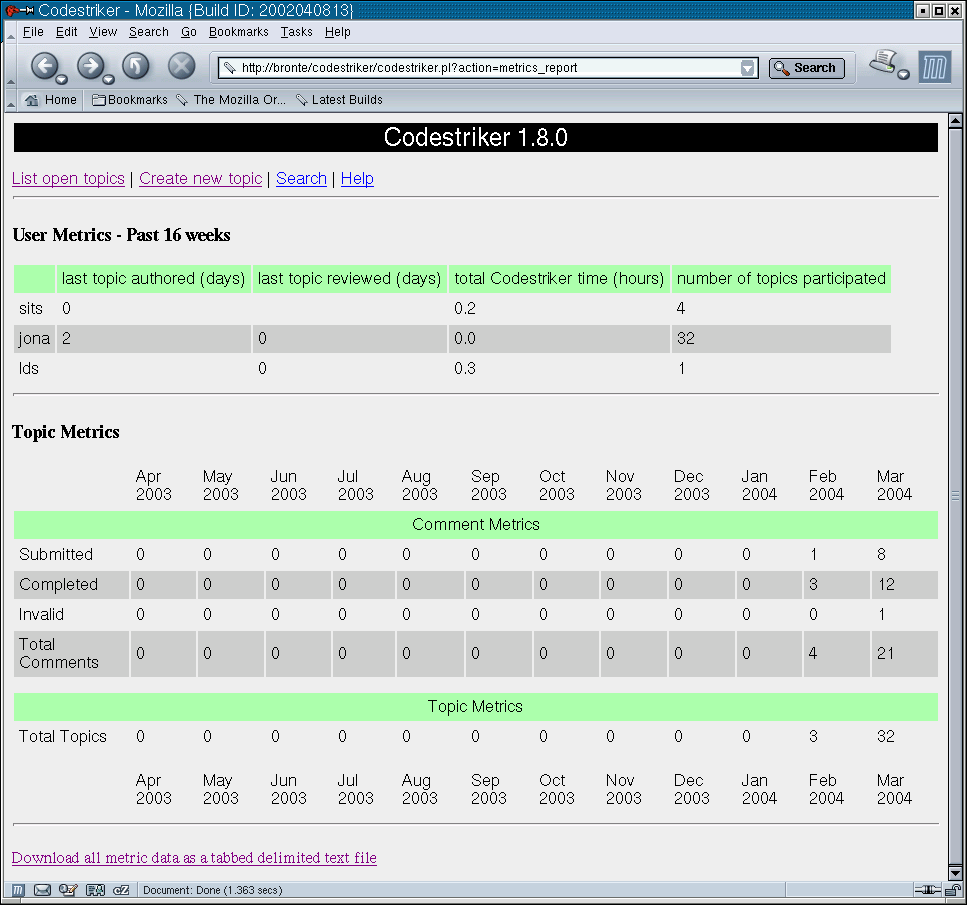 Codestriker - Mozilla {Build ID: 2002040813}
File Edit View Search Go Bookmarks Tasks Help
http://bronte/codestriker/codestriker.pl?action=metrics_report Search
Home Bookmarks The Mozilla Or... Latest Builds
Codestriker 1.8.0
List open topics | Create new topic | Search | Help
User Metrics - Past 16 weeks
last topic authored (days) last topic reviewed (days) total Codestriker time (hours) number of topics participated
sits 0 0.2 4
jona 2 0 0.0 32
lds 0 0.3 1
Topic Metrics
Apr May Jun Jul Aug Sep Oct Nov Dec Jan Feb Mar
2003 2003 2003 2003 2003 2003 2003 2003 2003 2004 2004 2004
Comment Metrics
Submitted 0 0 0 0 0 0 0 0 0 0 1 8
Completed 0 0 0 0 0 0 0 0 0 0 3 12
Invalid 0 0 0 0 0 0 0 0 0 0 0 1
Total
Comments 0 0 0 0 0 0 0 0 0 0 4 21
Topic Metrics
Total Topics 0 0 0 0 0 0 0 0 0 0 3 32
Apr May Jun Jul Aug Sep Oct Nov Dec Jan Feb Mar
2003 2003 2003 2003 2003 2003 2003 2003 2003 2004 2004 2004
Download all metric data as a tabbed delimited text file
Document: Done (1.363 secs)